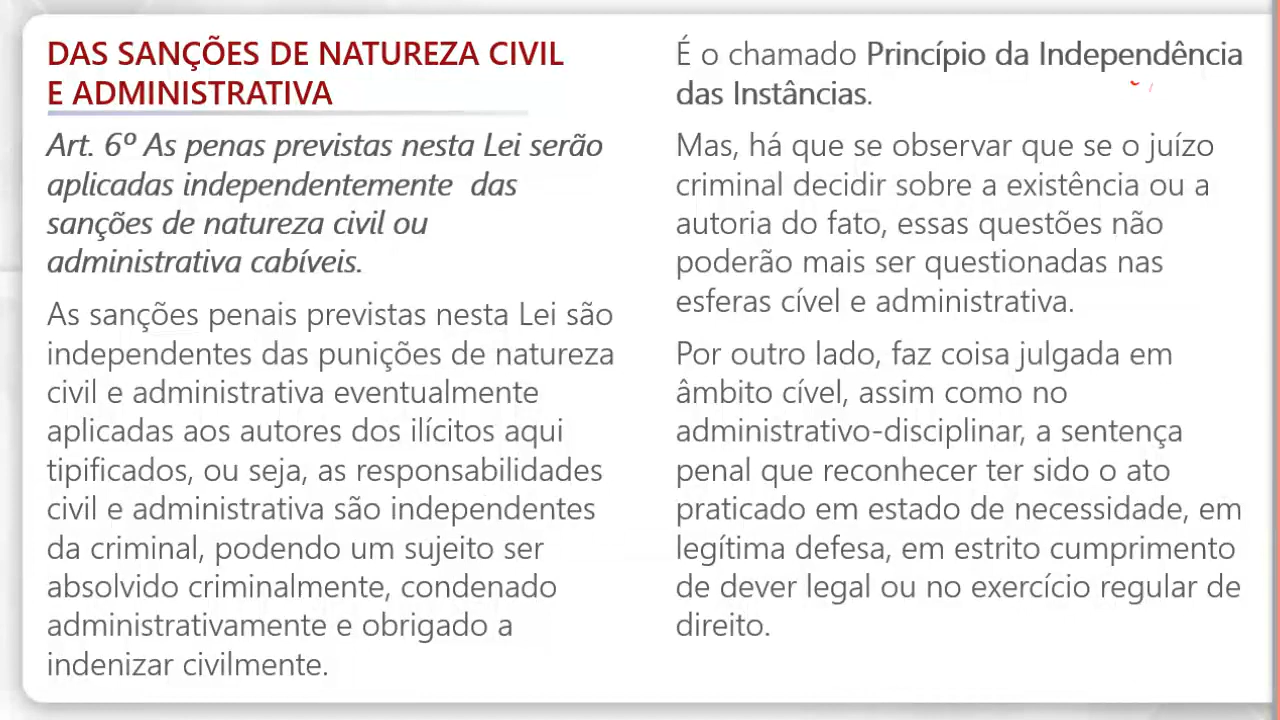 DAS SANÇÕES DE NATUREZA CIVIL
E ADMINISTRATIVA
Art. 6º As penas previstas nesta Lei serão
aplicadas independentemente das
sanções de natureza civil ou
administrativa cabíveis.
As sanções penais previstas nesta Lei são
independentes das punições de natureza
civil e administrativa eventualmente
aplicadas aos autores dos ilícitos aqui
tipificados, ou seja, as responsabilidades
civil e administrativa são independentes
da criminal, podendo um sujeito ser
absolvido criminalmente, condenado
administrativamente e obrigado a
indenizar civilmente.
É o chamado Princípio da Independência
das Instâncias.
Mas, há que se observar que se o juízo
criminal decidir sobre a existência ou a
autoria do fato, essas questões não
poderão mais ser questionadas nas
esferas cível e administrativa.
Por outro lado, faz coisa julgada em
âmbito cível, assim como no
administrativo-disciplinar, a sentença
penal que reconhecer ter sido o ato
praticado em estado de necessidade, em
legítima defesa, em estrito cumprimento
de dever legal ou no exercício regular de
direito.